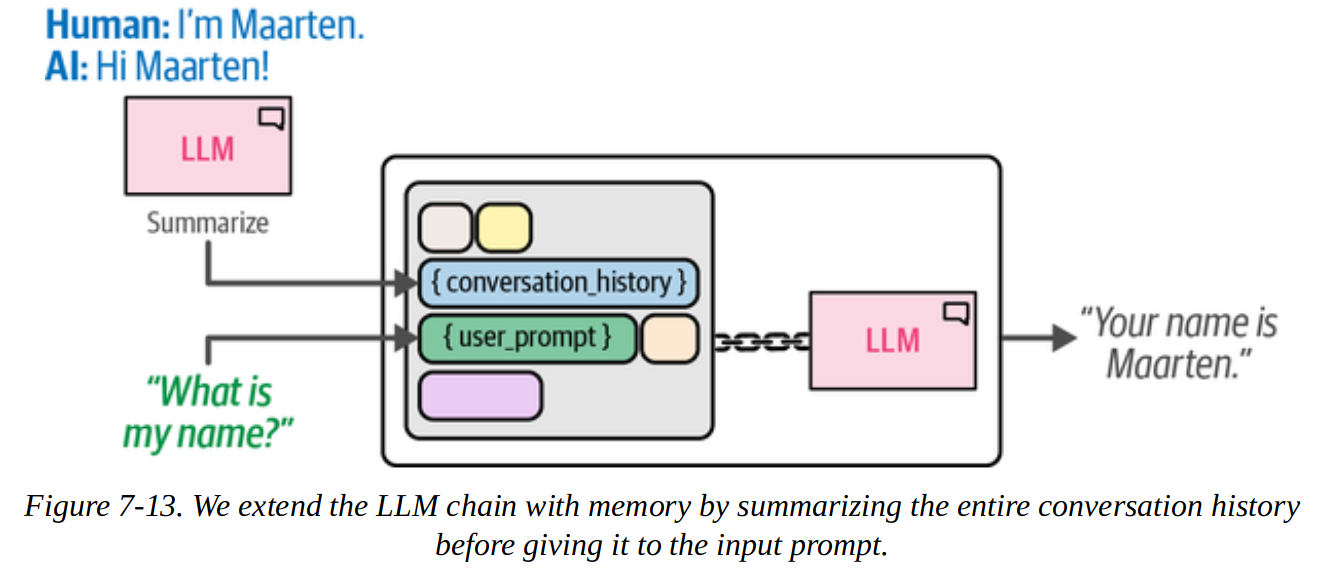 Human: I'm Maarten.
AI: Hi Maarten!
LLM
Summarize
{ conversation_history }
{ user_prompt }
"What is
my name?"
LLM
"Your name is
Maarten."
Figure 7-13. We extend the LLM chain with memory by summarizing the entire conversation history
before giving it to the input prompt.